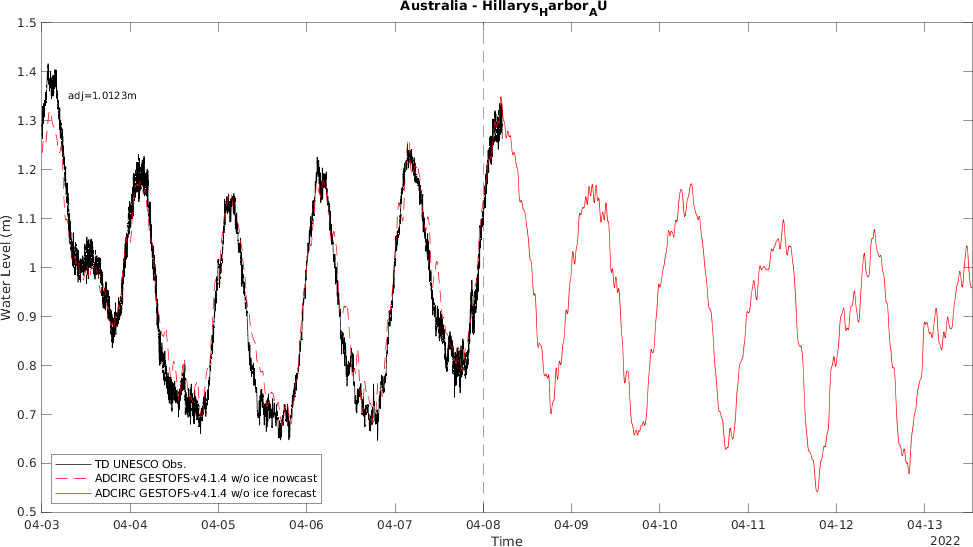 Australia - HillarysHarborAU
1.5
1.4
adj=1.0123m
1.3
1.2
1.1
1
0.9
0.8
0.7
0.6
0.5
Water Level (m)
TD UNESCO Obs.
ADCIRC GESTOFS-v4.1.4 w/o ice nowcast
ADCIRC GESTOFS-v4.1.4 w/o ice forecast
04-03 04-04 04-05 04-06 04-07 04-08 04-09 04-10 04-11 04-12 04-13
Time
2022